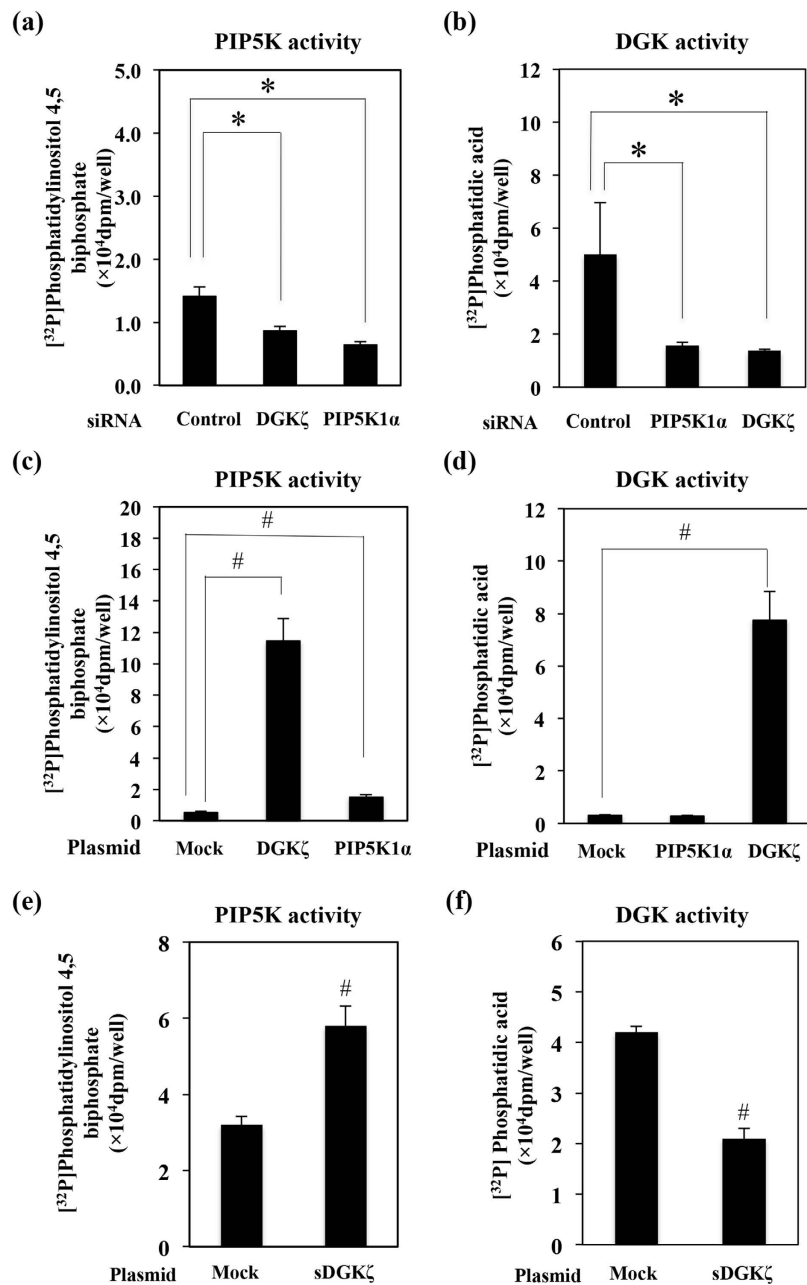 (a)
PIP5K activity
[³²P]Phosphatidylinositol 4,5
biphosphate
(×10⁴dpm/well)
5.0
4.0
3.0
2.0
1.0
0.0
*
*
siRNA Control DGKζ PIP5K1α
(b)
DGK activity
[³²P]Phosphatidic acid
(×10⁴dpm/well)
12
10
8
6
4
2
0
*
*
siRNA Control PIP5K1α DGKζ
(c)
PIP5K activity
[³²P]Phosphatidylinositol 4,5
biphosphate
(×10⁴dpm/well)
20
18
16
14
12
10
8
6
4
2
0
#
#
Plasmid Mock DGKζ PIP5K1α
(d)
DGK activity
[³²P]Phosphatidic acid
(×10⁴dpm/well)
12
10
8
6
4
2
0
#
Plasmid Mock PIP5K1α DGKζ
(e)
PIP5K activity
[³²P]Phosphatidylinositol 4,5
biphosphate
(×10⁴dpm/well)
8
6
4
2
0
#
Plasmid Mock sDGKζ
(f)
DGK activity
[³²P] Phosphatidic acid
(×10⁴dpm/well)
6
5
4
3
2
1
0
#
Plasmid Mock sDGKζ